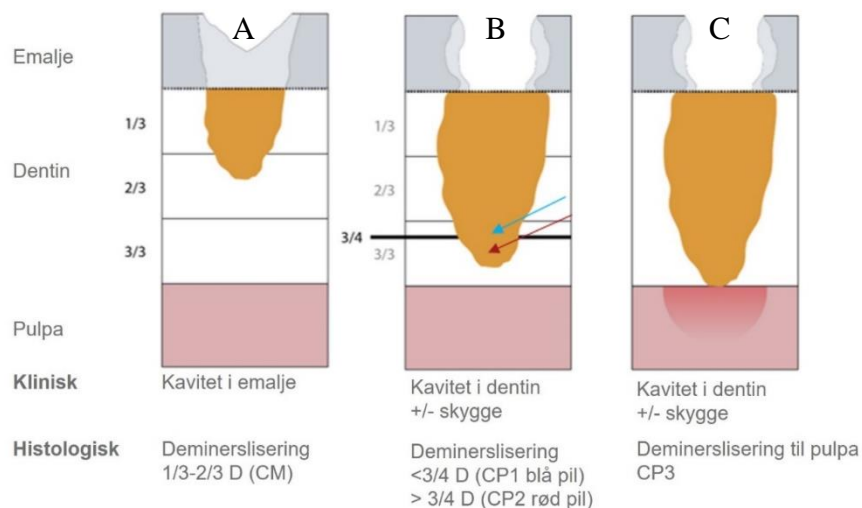 A
B
C
Emalje
1/3
1/3
Dentin
2/3
2/3
3/4
3/3
3/3
Pulpa
Klinisk
Kavitet i emalje
Kavitet i dentin
+/- skygge
Kavitet i dentin
+/- skygge
Histologisk
Deminerslisering
1/3-2/3 D (CM)
Deminerslisering
<3/4 D (CP1 blå pil)
> 3/4 D (CP2 rød pil)
Deminerslisering til pulpa
CP3